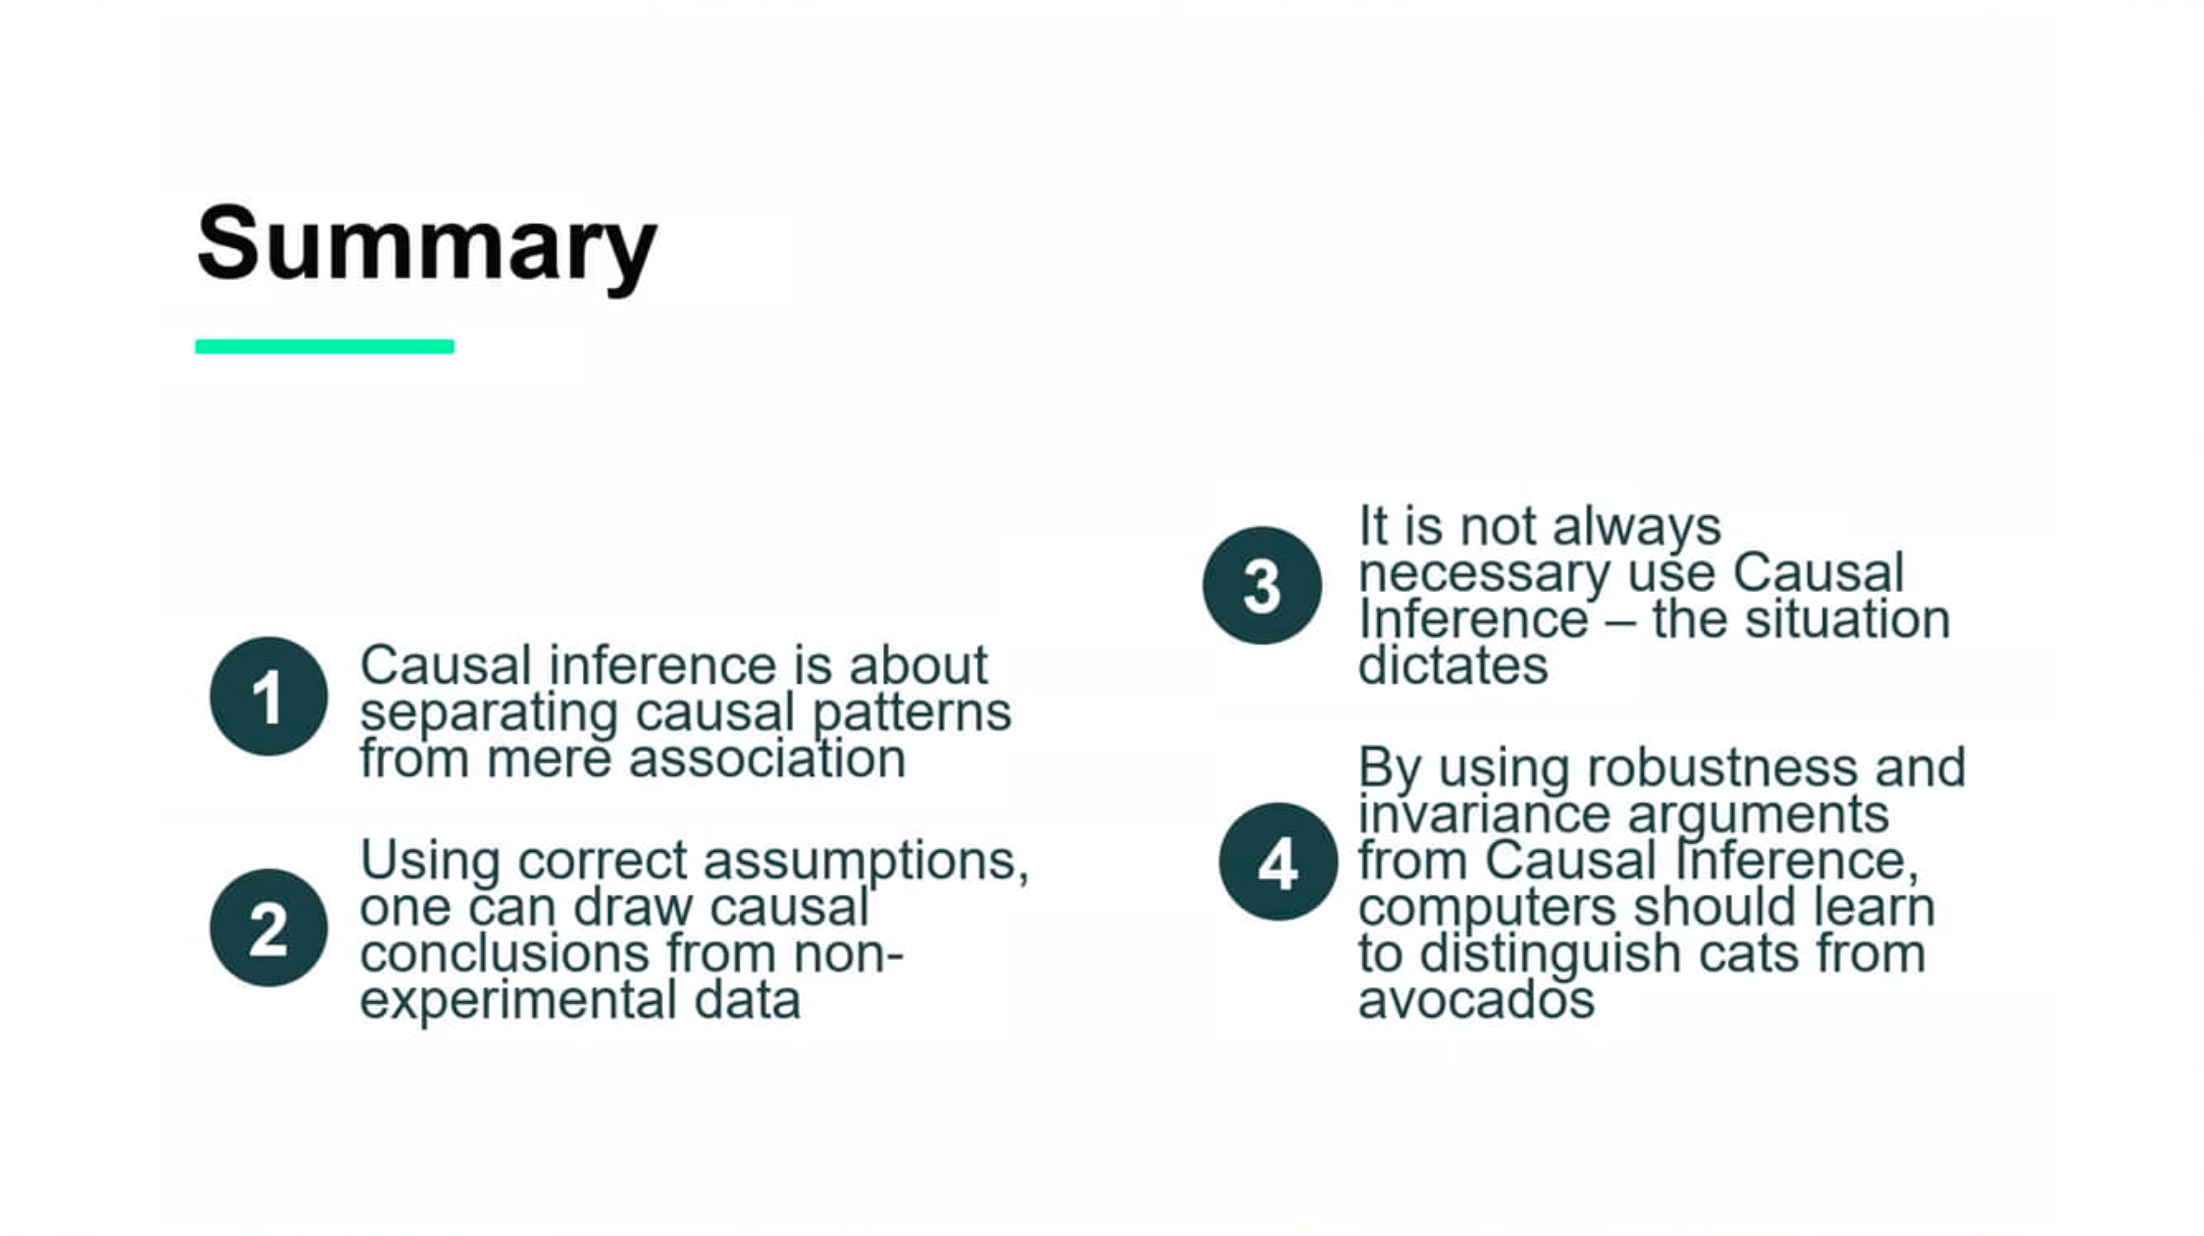 Summary
1
Causal inference is about
separating causal patterns
from mere association
2
Using correct assumptions,
one can draw causal
conclusions from non-
experimental data
3
It is not always
necessary use Causal
Inference – the situation
dictates
4
By using robustness and
invariance arguments
from Causal Inference,
computers should learn
to distinguish cats from
avocados